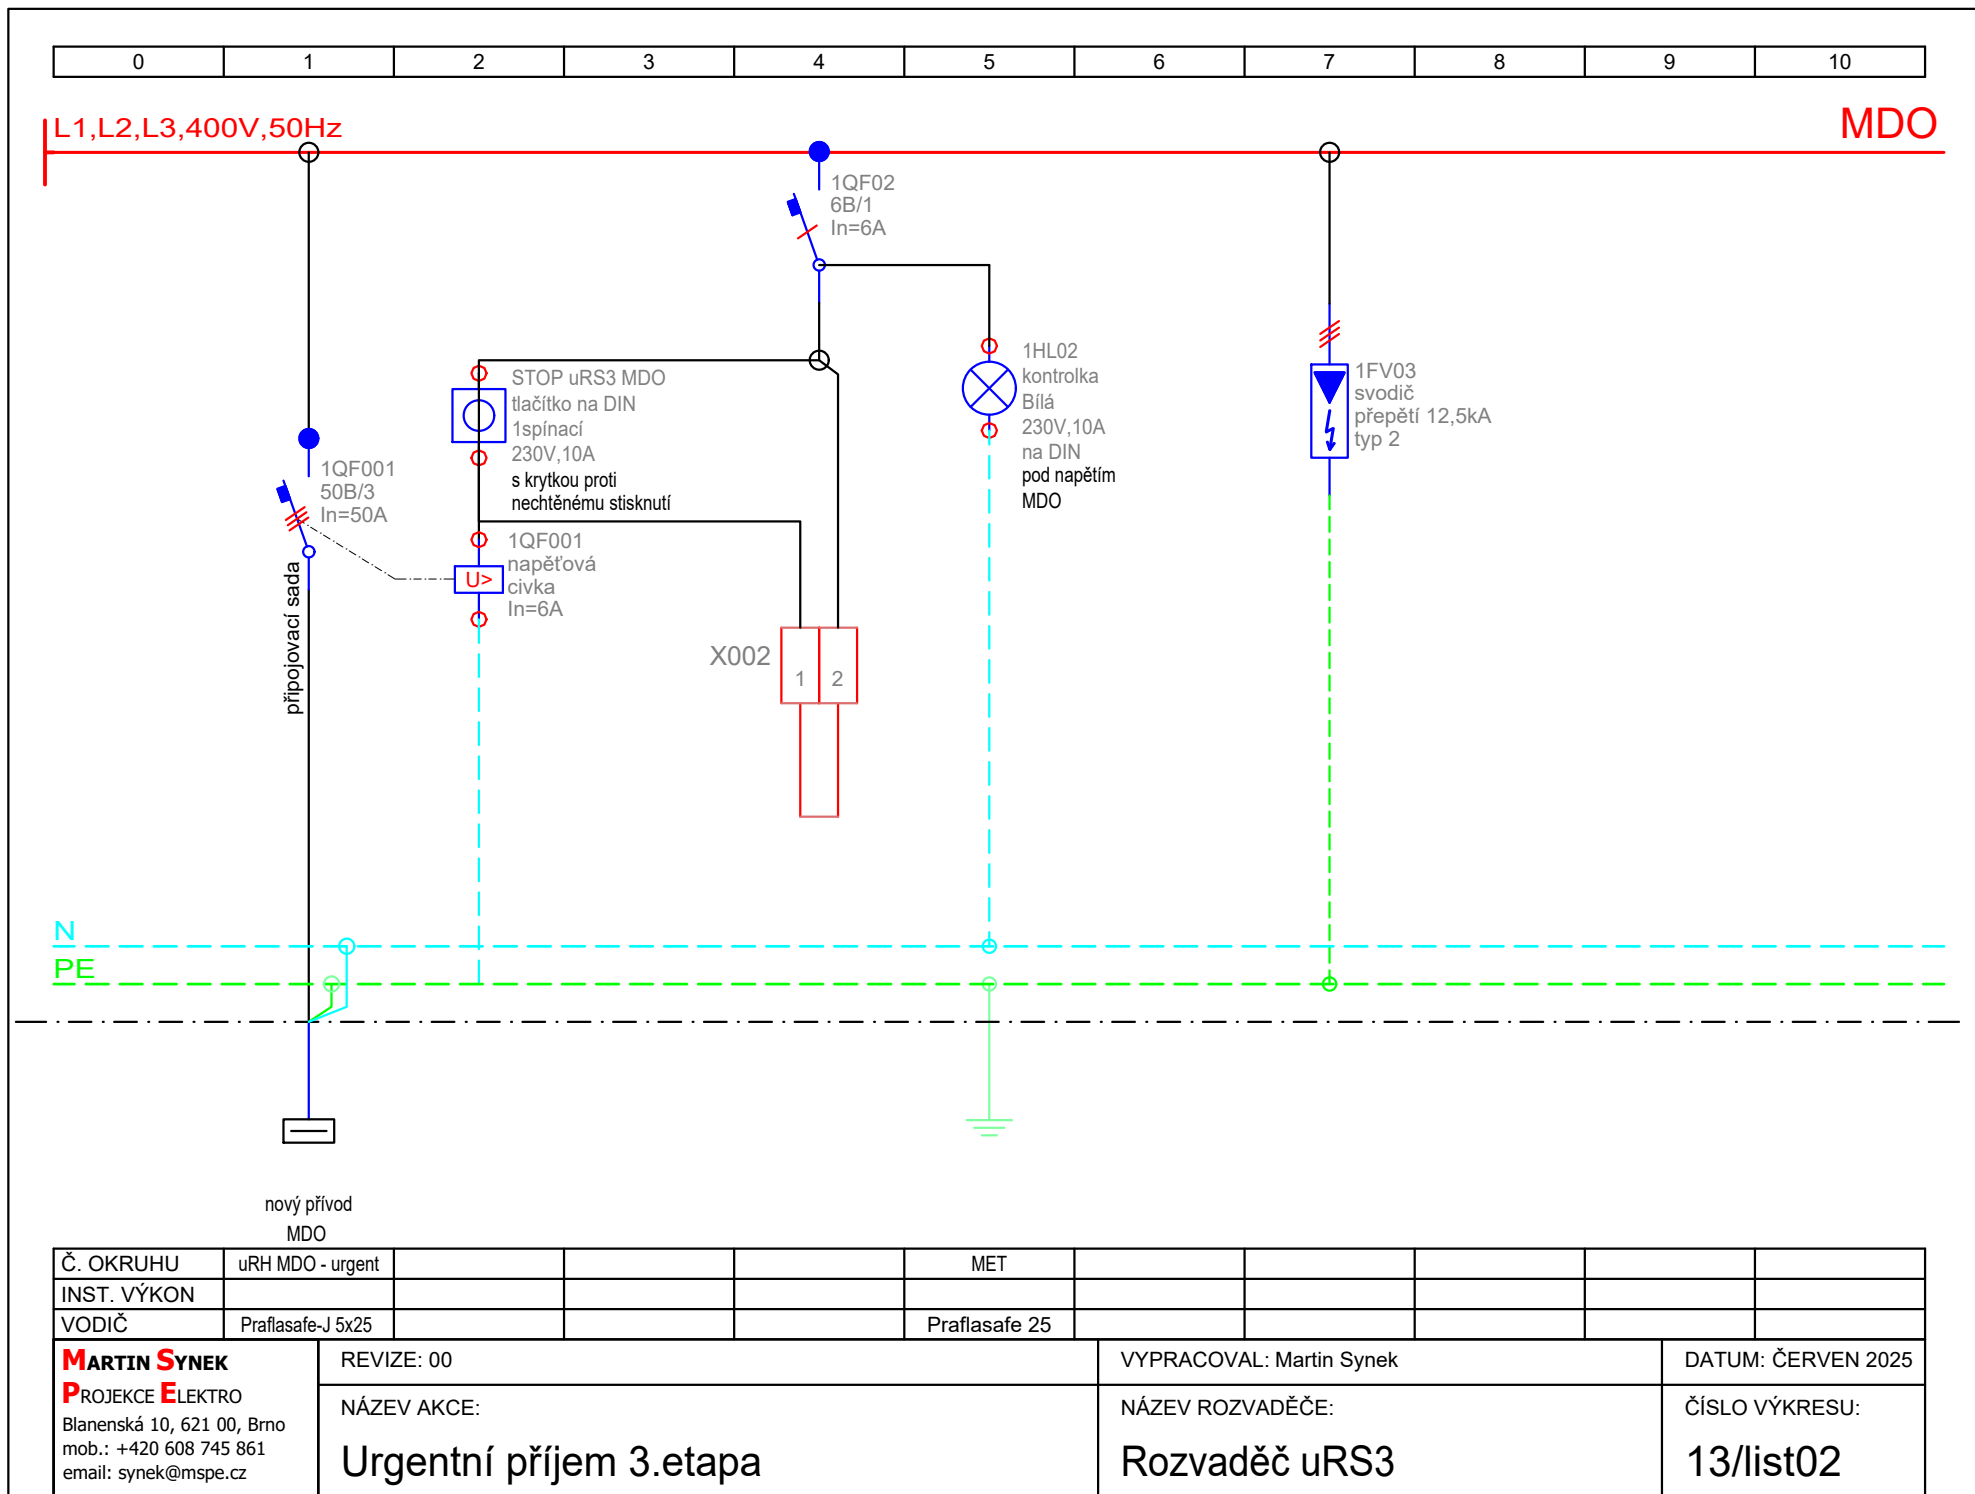 0 1 2 3 4 5 6 7 8 9 10
L1,L2,L3,400V,50Hz
MDO
1QF02
6B/1
In=6A
1QF001
50B/3
In=50A
připojovací sada
STOP uRS3 MDO
tlačítko na DIN
1spínací
230V,10A
s krytkou proti
nechtěnému stisknutí
1QF001
napěťová
civka
In=6A
U>
X002
1 2
1HL02
kontrolka
Bílá
230V,10A
na DIN
pod napětím
MDO
1FV03
svodič
přepětí 12,5kA
typ 2
N
PE
nový přívod
MDO
Č. OKRUHU uRH MDO - urgent MET
INST. VÝKON
VODIČ Praflasafe-J 5x25 Praflasafe 25
MARTIN SYNEK
PROJEKCE ELEKTRO
Blanenská 10, 621 00, Brno
mob.: +420 608 745 861
email: synek@mspe.cz
REVIZE: 00
NÁZEV AKCE:
Urgentní příjem 3.etapa
VYPRACOVAL: Martin Synek
NÁZEV ROZVADĚČE:
Rozvaděč uRS3
DATUM: ČERVEN 2025
ČÍSLO VÝKRESU:
13/list02